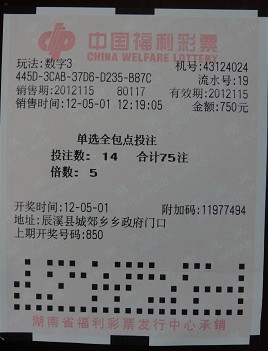 中国福利彩票
CHINA WELFARE LOTTERY
玩法:数字3 机号:43124024
445D-3CAB-37D6-D235-B87C 流水号:19
销售期:2012115 80117 有效期:2012115
销售时间:12-05-01 12:19:05 金额:750元
单选全包点投注
投注数: 14 合计75注
倍数: 5
开奖时间:12-05-01 附加码:11977494
地址:辰溪县城郊乡乡政府门口
上期开奖号码:850
湖南省福利彩票发行中心承销